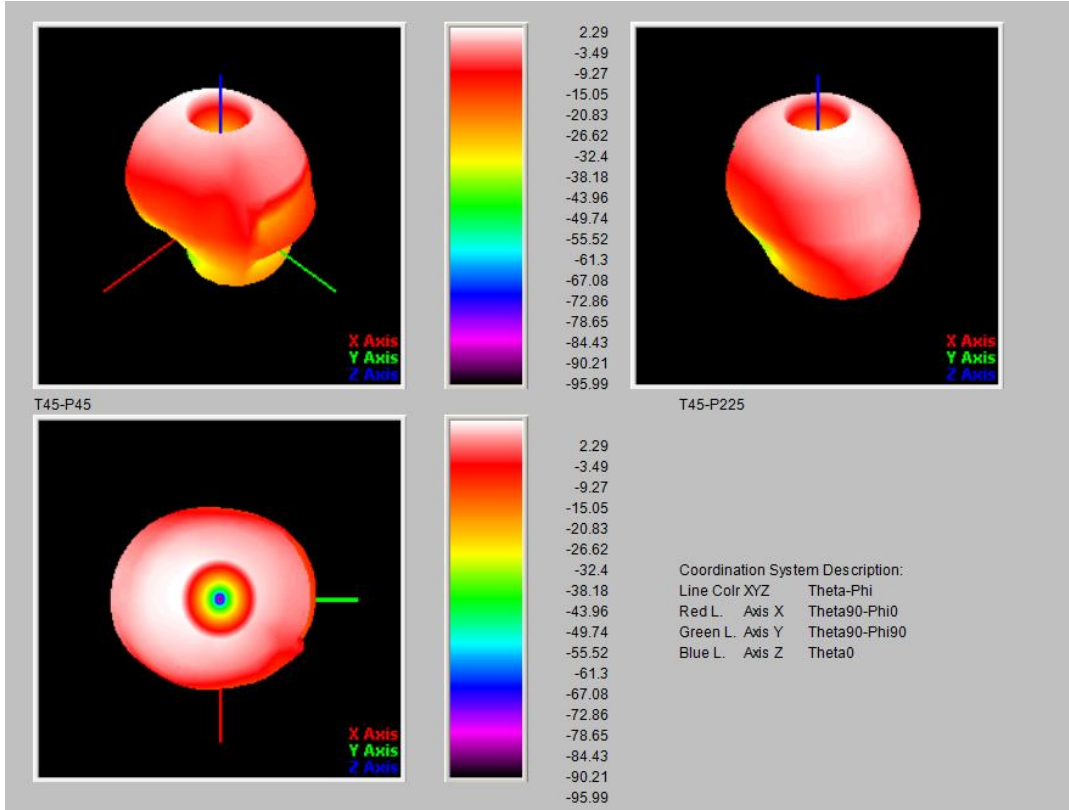 2.29
-3.49
-9.27
-15.05
-20.83
-26.62
-32.4
-38.18
-43.96
-49.74
-55.52
-61.3
-67.08
-72.86
-78.65
-84.43
-90.21
-95.99
X Axis
Y Axis
Z Axis
X Axis
Y Axis
Z Axis
T45-P45
T45-P225
2.29
-3.49
-9.27
-15.05
-20.83
-26.62
-32.4
-38.18
-43.96
-49.74
-55.52
-61.3
-67.08
-72.86
-78.65
-84.43
-90.21
-95.99
X Axis
Y Axis
Z Axis
Coordination System Description:
Line Colr XYZ Theta-Phi
Red L. Axis X Theta90-Phi0
Green L. Axis Y Theta90-Phi90
Blue L. Axis Z Theta0